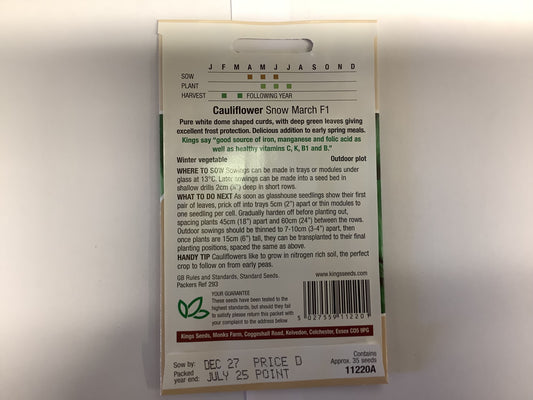 J F M A M J J A S O N D
SOW
PLANT
HARVEST FOLLOWING YEAR
Cauliflower Snow March F1
Pure white dome shaped curds, with deep green leaves giving
excellent frost protection. Delicious addition to early spring meals.
Kings say “good source of iron, manganese and folic acid as
well as healthy vitamins C, K, B1 and B.”
Winter vegetable Outdoor plot
WHERE TO SOW Sowings can be made in trays or modules under
glass at 13°C. Later sowings can be made into a seed bed in
shallow drills 2cm (¾") deep in short rows.
WHAT TO DO NEXT As soon as glasshouse seedlings show their first
pair of leaves, prick off into trays 5cm (2") apart or thin modules to
one seedling per cell. Gradually harden off before planting out,
spacing plants 45cm (18") apart and 60cm (24") between the rows.
Outdoor sowings should be thinned to 7-10cm (3-4") apart, then
once plants are 15cm (6") tall, they can be transplanted to their final
planting positions, spaced the same as above.
HANDY TIP Cauliflowers like to grow in nitrogen rich soil, the perfect
crop to follow on from early peas.
GB Rules and Standards, Standard Seeds.
Packers Ref 293
www.kingsseeds.com
YOUR GUARANTEE
These seeds have been tested to the
highest standards, but should they fail
to satisfy please return this packet with
your complaint to the address below
5 027559 112201
Kings Seeds, Monks Farm, Coggeshall Road, Kelvedon, Colchester, Essex CO5 9PG
Sow by: DEC 27 PRICE D
Packed
year end: JULY 25 POINT
Contains
Approx. 35 seeds
11220A